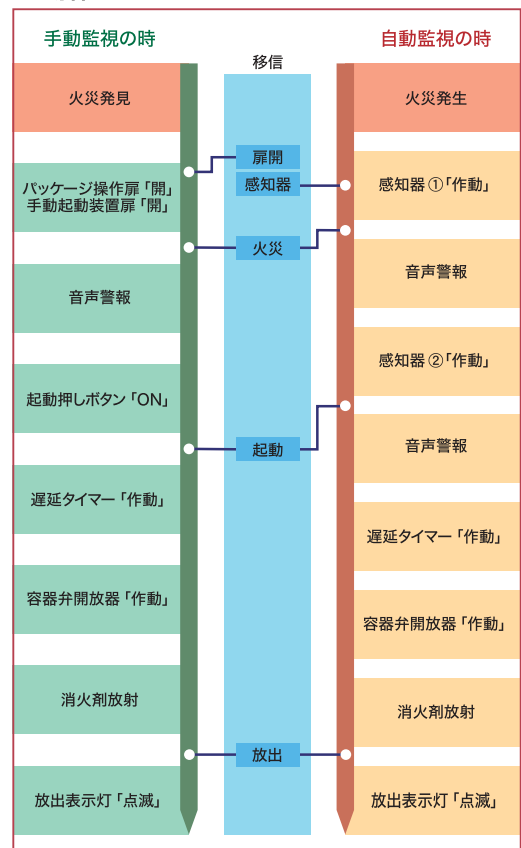 手動監視の時
火災発見
パッケージ操作扉「開」
手動起動装置扉「開」
音声警報
起動押しボタン「ON」
遅延タイマー「作動」
容器弁開放器「作動」
消火剤放射
放出表示灯「点滅」
移信
扉開
感知器
火災
起動
放出
自動監視の時
火災発生
感知器①「作動」
音声警報
感知器②「作動」
音声警報
遅延タイマー「作動」
容器弁開放器「作動」
消火剤放射
放出表示灯「点滅」